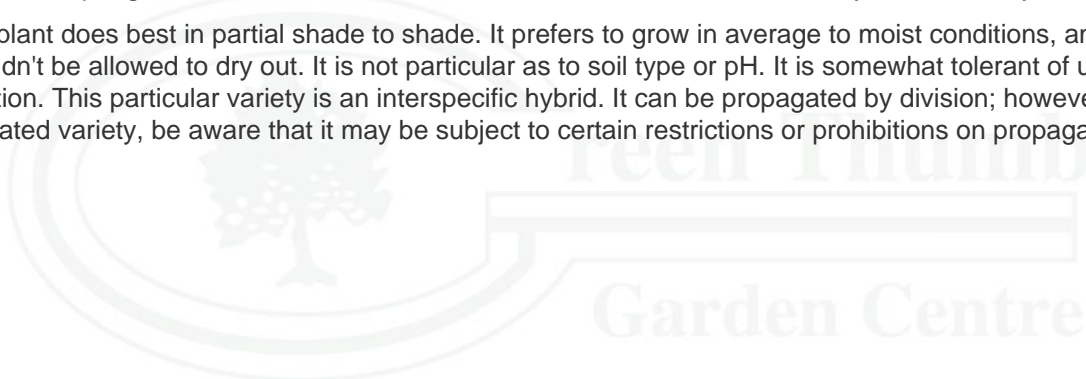 plant does best in partial shade to shade. It prefers to grow in average to moist conditions, an
dn't be allowed to dry out. It is not particular as to soil type or pH. It is somewhat tolerant of u
tion. This particular variety is an interspecific hybrid. It can be propagated by division; howeve
ated variety, be aware that it may be subject to certain restrictions or prohibitions on propaga
reen Thumb
Garden Centre